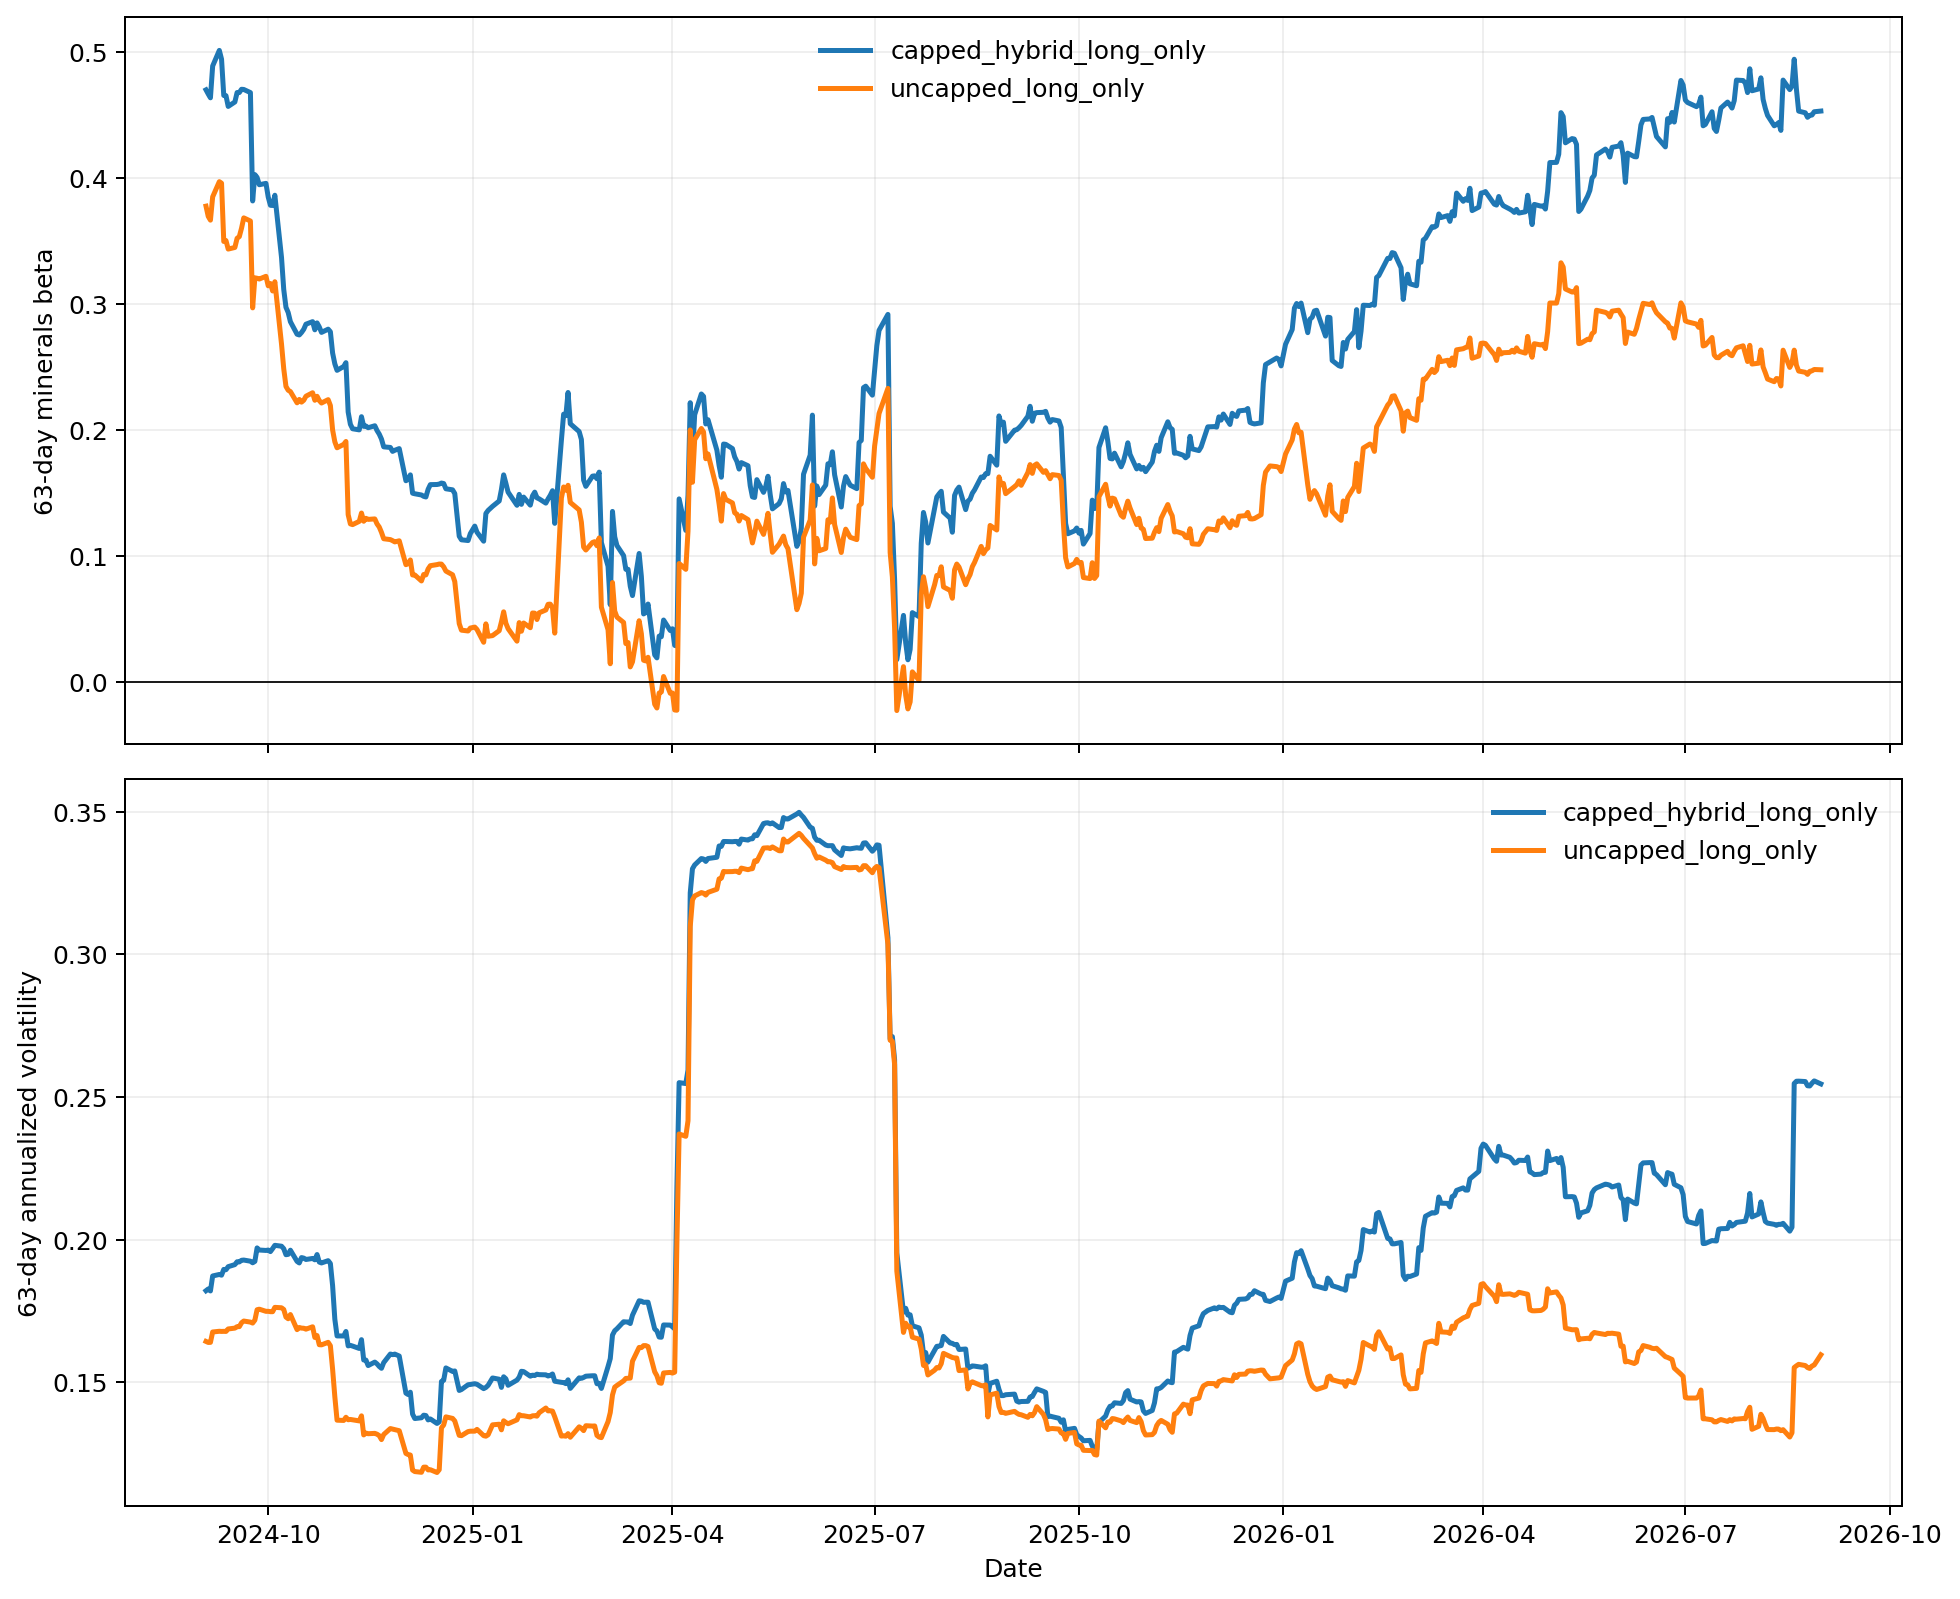 63-day minerals beta
0.5
0.4
0.3
0.2
0.1
0.0
capped_hybrid_long_only
uncapped_long_only
63-day annualized volatility
0.35
0.30
0.25
0.20
0.15
capped_hybrid_long_only
uncapped_long_only
2024-10 2025-01 2025-04 2025-07 2025-10 2026-01 2026-04 2026-07 2026-10
Date